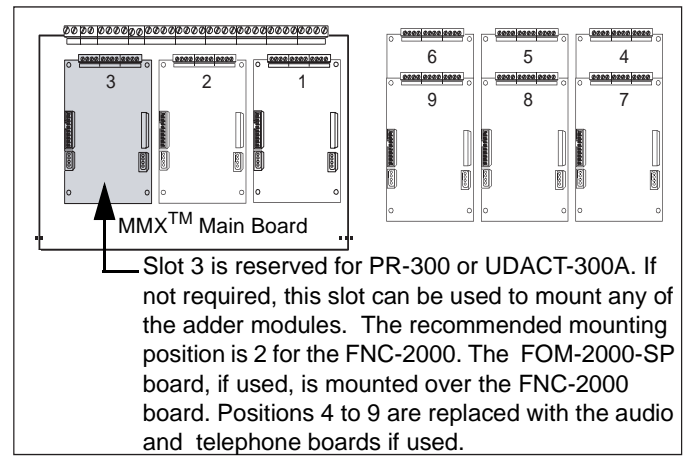 3
2
1
6
5
4
9
8
7
MMX™ Main Board
Slot 3 is reserved for PR-300 or UDACT-300A. If
not required, this slot can be used to mount any of
the adder modules. The recommended mounting
position is 2 for the FNC-2000. The FOM-2000-SP
board, if used, is mounted over the FNC-2000
board. Positions 4 to 9 are replaced with the audio
and telephone boards if used.